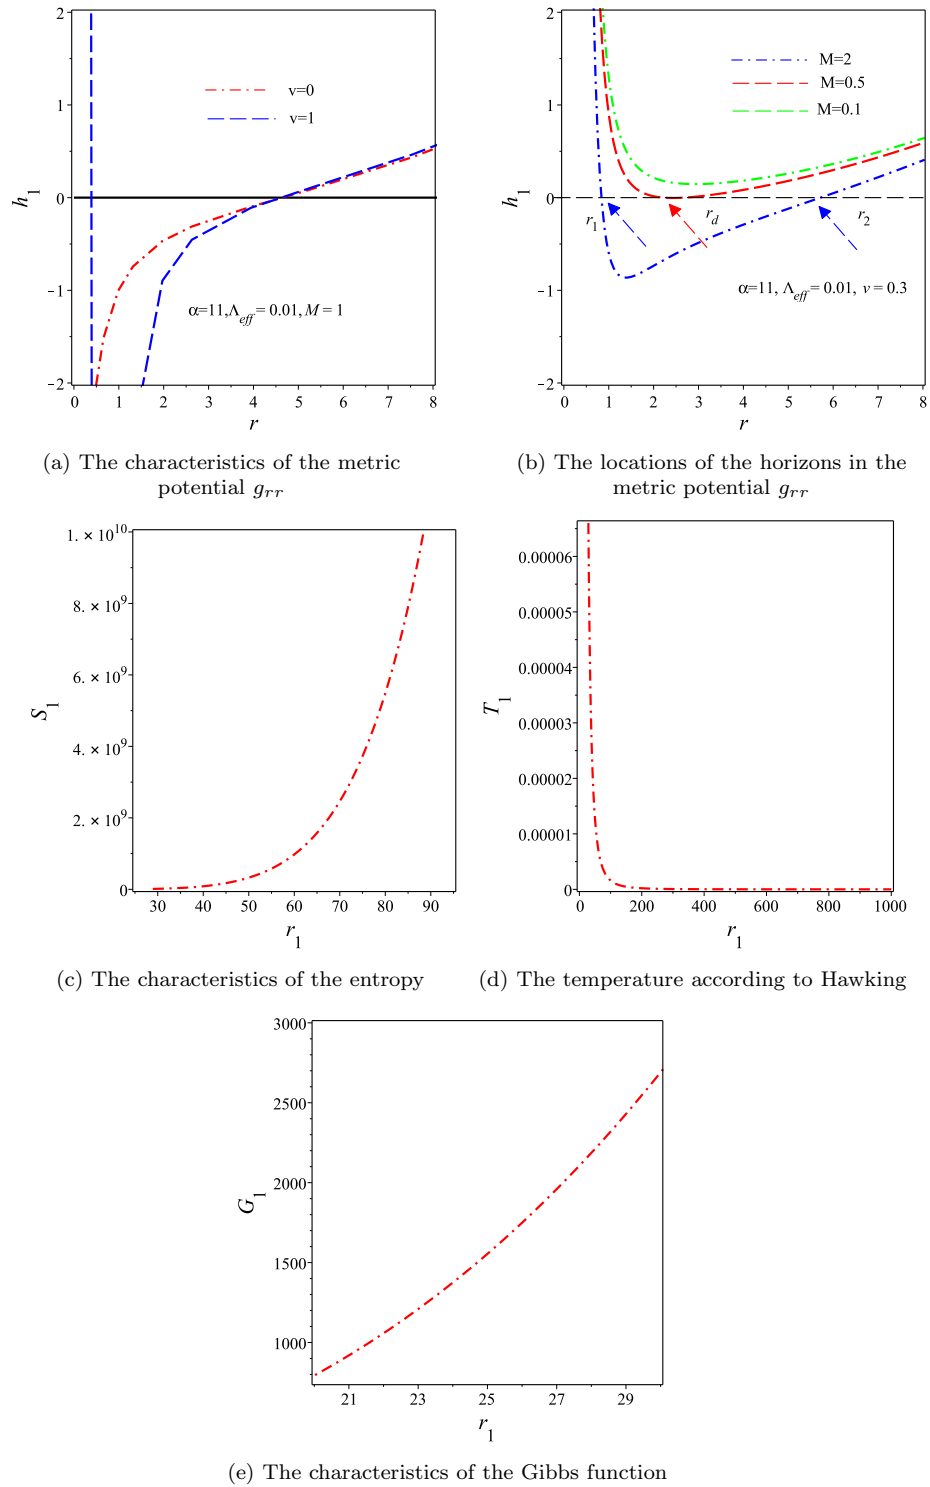 2
1
0
−1
−2
h1
v=0
v=1
α=11,Λeff = 0.01, M = 1
0 1 2 3 4 5 6 7 8
r
(a) The characteristics of the metric
potential grr
2
1
0
−1
−2
h1
M=2
M=0.5
M=0.1
r1
rd
r2
α=11, Λeff = 0.01, v = 0.3
0 1 2 3 4 5 6 7 8
r
(b) The locations of the horizons in the
metric potential grr
1. × 10^10
8. × 10^9
6. × 10^9
4. × 10^9
2. × 10^9
0
S1
30 40 50 60 70 80 90
r1
(c) The characteristics of the entropy
0.00006
0.00005
0.00004
0.00003
0.00002
0.00001
0
T1
0 200 400 600 800 1000
r1
(d) The temperature according to Hawking
3000
2500
2000
1500
1000
G1
21 23 25 27 29
r1
(e) The characteristics of the Gibbs function